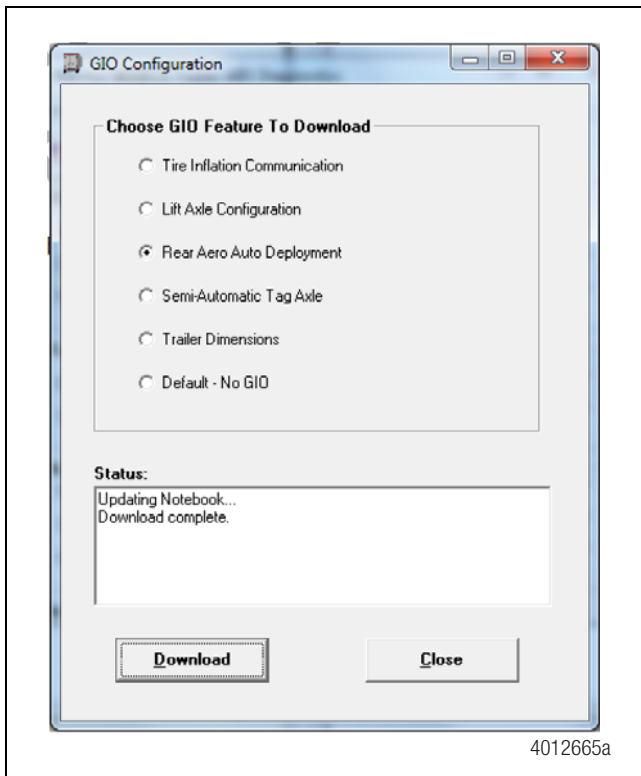 GIO Configuration
Choose GIO Feature To Download
Tire Inflation Communication
Lift Axle Configuration
Rear Aero Auto Deployment
Semi-Automatic Tag Axle
Trailer Dimensions
Default - No GIO
Status:
Updating Notebook...
Download complete.
Download
Close
4012665a